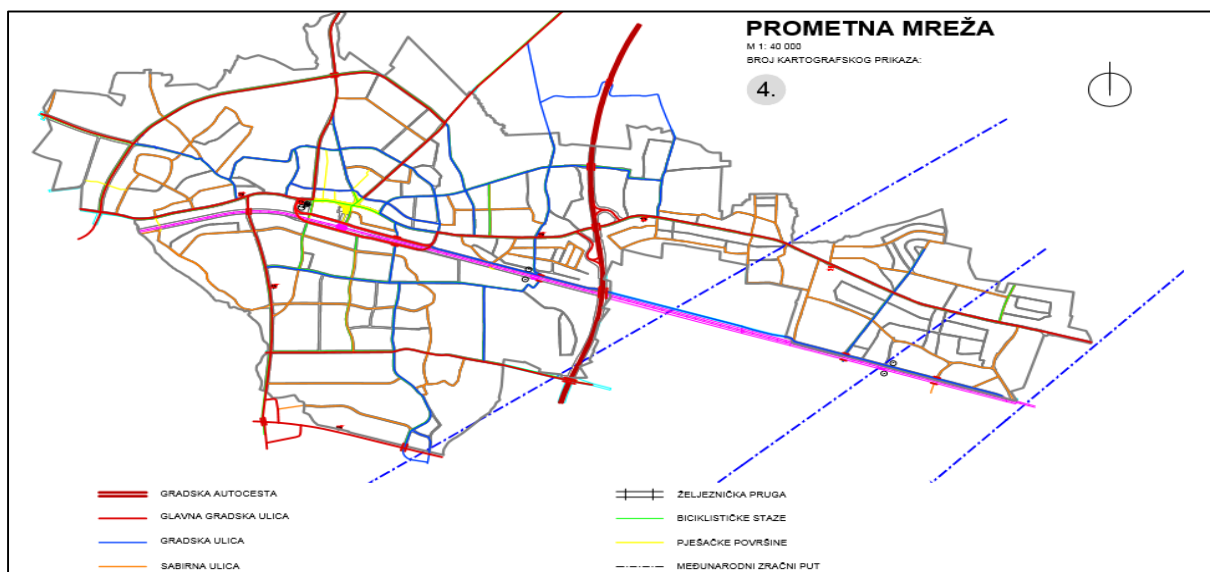 PROMETNA MREŽA
M 1: 40 000
BROJ KARTOGRAFSKOG PRIKAZA:
4.
GRADSKA AUTOCESTA
GLAVNA GRADSKA ULICA
GRADSKA ULICA
SABIRNA ULICA
ŽELJEZNIČKA PRUGA
BICIKLISTIČKE STAZE
PJEŠAČKE POVRŠINE
MEĐUNARODNI ZRAČNI PUT